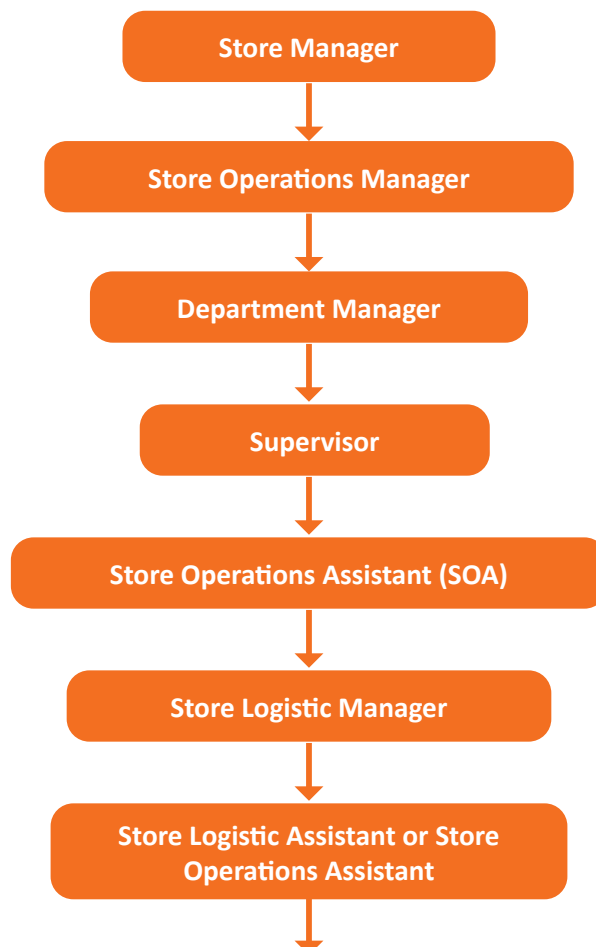 Store Manager
Store Operations Manager
Department Manager
Supervisor
Store Operations Assistant (SOA)
Store Logistic Manager
Store Logistic Assistant or Store
Operations Assistant